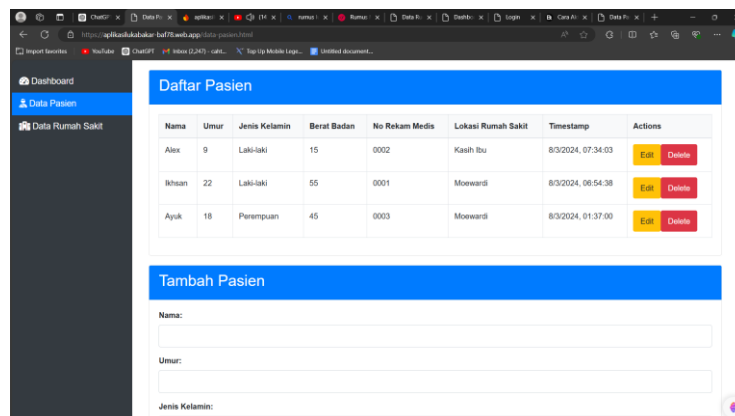 ChatGP
Data Pa
aplikasi
(14
rumus l
Rumus
Data Ru
Dashbo
Login
Cara Al
Data Pa
https://aplikasilukabakar-baf78.web.app/data-pasien.html
Import favorites
YouTube
ChatGPT
Inbox (2,247) - caht...
Top Up Mobile Lege...
Untitled document...
Dashboard
Data Pasien
Data Rumah Sakit
Daftar Pasien
Nama Umur Jenis Kelamin Berat Badan No Rekam Medis Lokasi Rumah Sakit Timestamp Actions
Alex 9 Laki-laki 15 0002 Kasih Ibu 8/3/2024, 07:34:03 Edit Delete
Ikhsan 22 Laki-laki 55 0001 Moewardi 8/3/2024, 06:54:38 Edit Delete
Ayuk 18 Perempuan 45 0003 Moewardi 8/3/2024, 01:37:00 Edit Delete
Tambah Pasien
Nama:
Umur:
Jenis Kelamin: